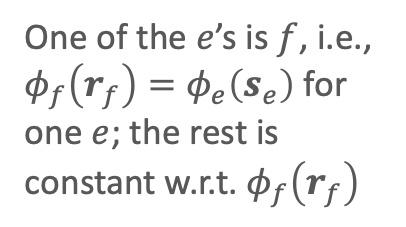 One of the e's is f, i.e.,
ϕ_f(𝒓_f) = ϕ_e(𝒔_e) for
one e; the rest is
constant w.r.t. ϕ_f(𝒓_f)